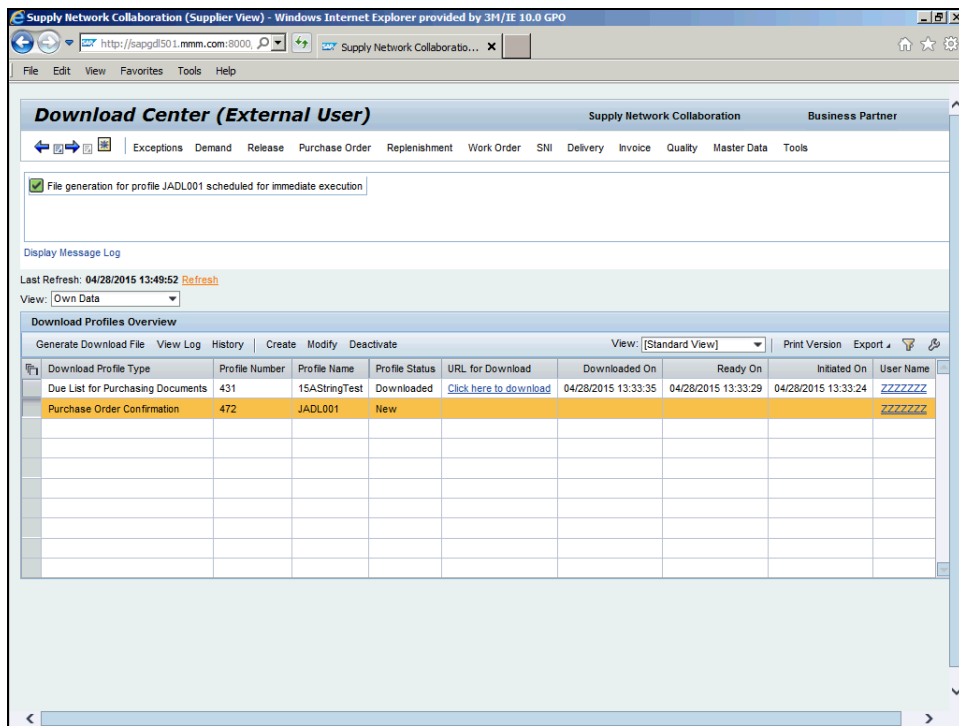 Supply Network Collaboration (Supplier View) - Windows Internet Explorer provided by 3M/IE 10.0 GPO
http://sapgdl501.mmm.com:8000, Supply Network Collaboratio...
File Edit View Favorites Tools Help
Download Center (External User) Supply Network Collaboration Business Partner
Exceptions Demand Release Purchase Order Replenishment Work Order SNI Delivery Invoice Quality Master Data Tools
File generation for profile JADL001 scheduled for immediate execution
Display Message Log
Last Refresh: 04/28/2015 13:49:52 Refresh
View: Own Data
Download Profiles Overview
Generate Download File View Log History Create Modify Deactivate View: [Standard View] Print Version Export
Download Profile Type Profile Number Profile Name Profile Status URL for Download Downloaded On Ready On Initiated On User Name
Due List for Purchasing Documents 431 15AStringTest Downloaded Click here to download 04/28/2015 13:33:35 04/28/2015 13:33:29 04/28/2015 13:33:24 ZZZZZZZ
Purchase Order Confirmation 472 JADL001 New ZZZZZZZ